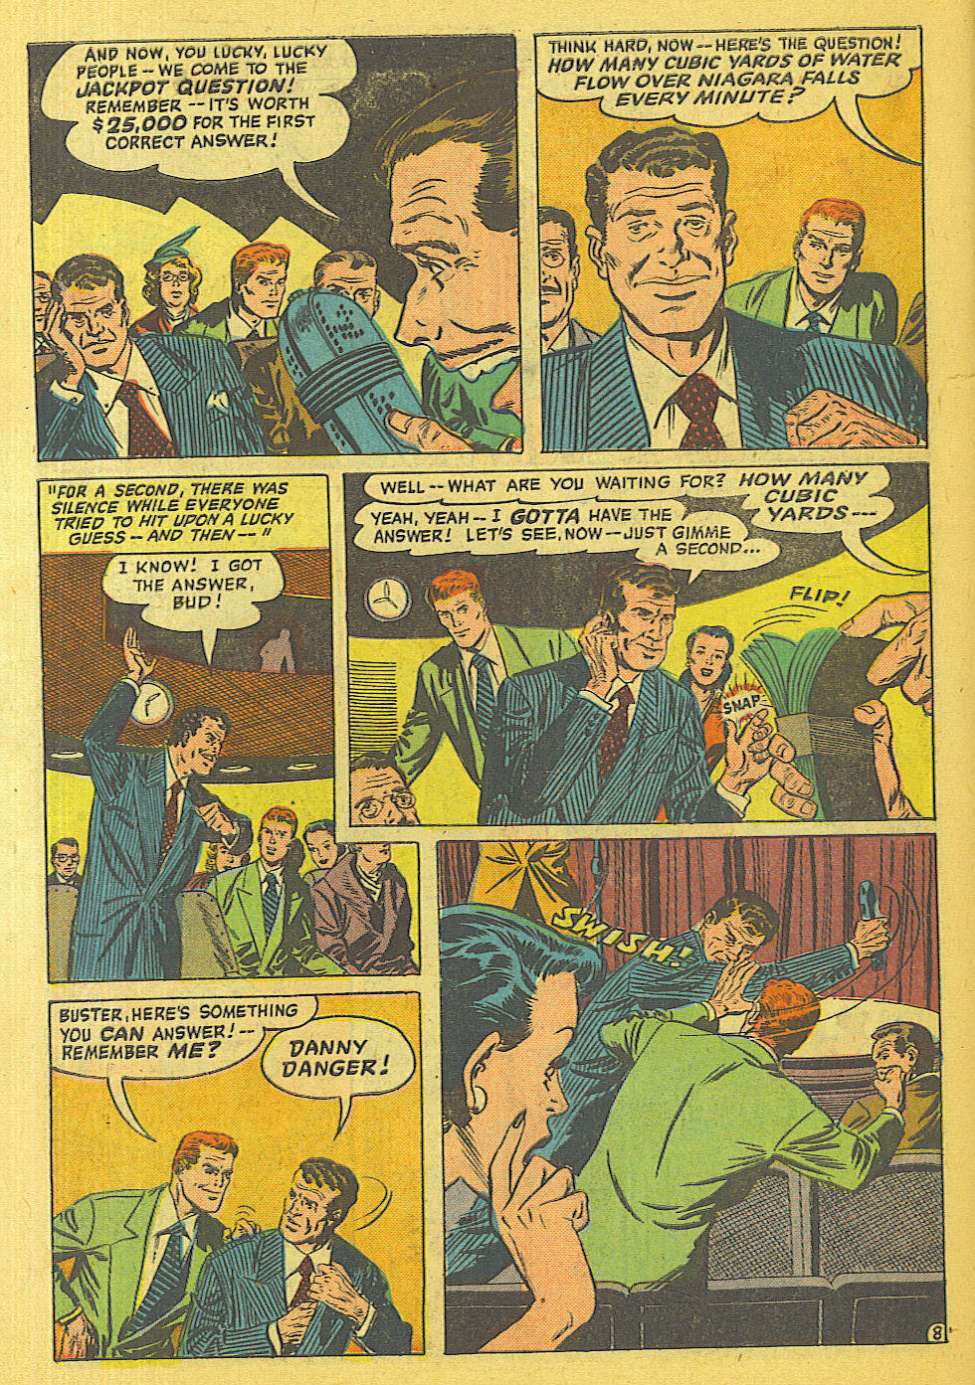 AND NOW, YOU LUCKY, LUCKY
PEOPLE -- WE COME TO THE
JACKPOT QUESTION!
REMEMBER -- IT'S WORTH
$25,000 FOR THE FIRST
CORRECT ANSWER!
THINK HARD, NOW -- HERE'S THE QUESTION!
HOW MANY CUBIC YARDS OF WATER
FLOW OVER NIAGARA FALLS
EVERY MINUTE?
"FOR A SECOND, THERE WAS
SILENCE WHILE EVERYONE
TRIED TO HIT UPON A LUCKY
GUESS -- AND THEN -- "
I KNOW! I GOT
THE ANSWER,
BUD!
WELL -- WHAT ARE YOU WAITING FOR? HOW MANY
CUBIC
YARDS ---
YEAH, YEAH -- I GOTTA HAVE THE
ANSWER! LET'S SEE, NOW -- JUST GIMME
A SECOND...
FLIP!
SNAP
BUSTER, HERE'S SOMETHING
YOU CAN ANSWER! --
REMEMBER ME?
DANNY
DANGER!
SWISH!
8